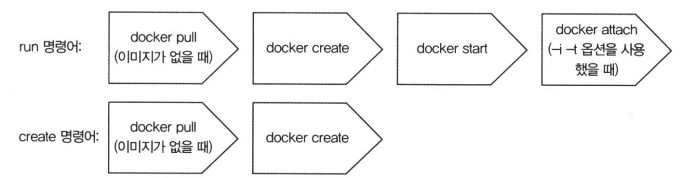 run 명령어:
docker pull
(이미지가 없을 때)
docker create
docker start
docker attach
(-i -t 옵션을 사용
했을 때)
create 명령어:
docker pull
(이미지가 없을 때)
docker create